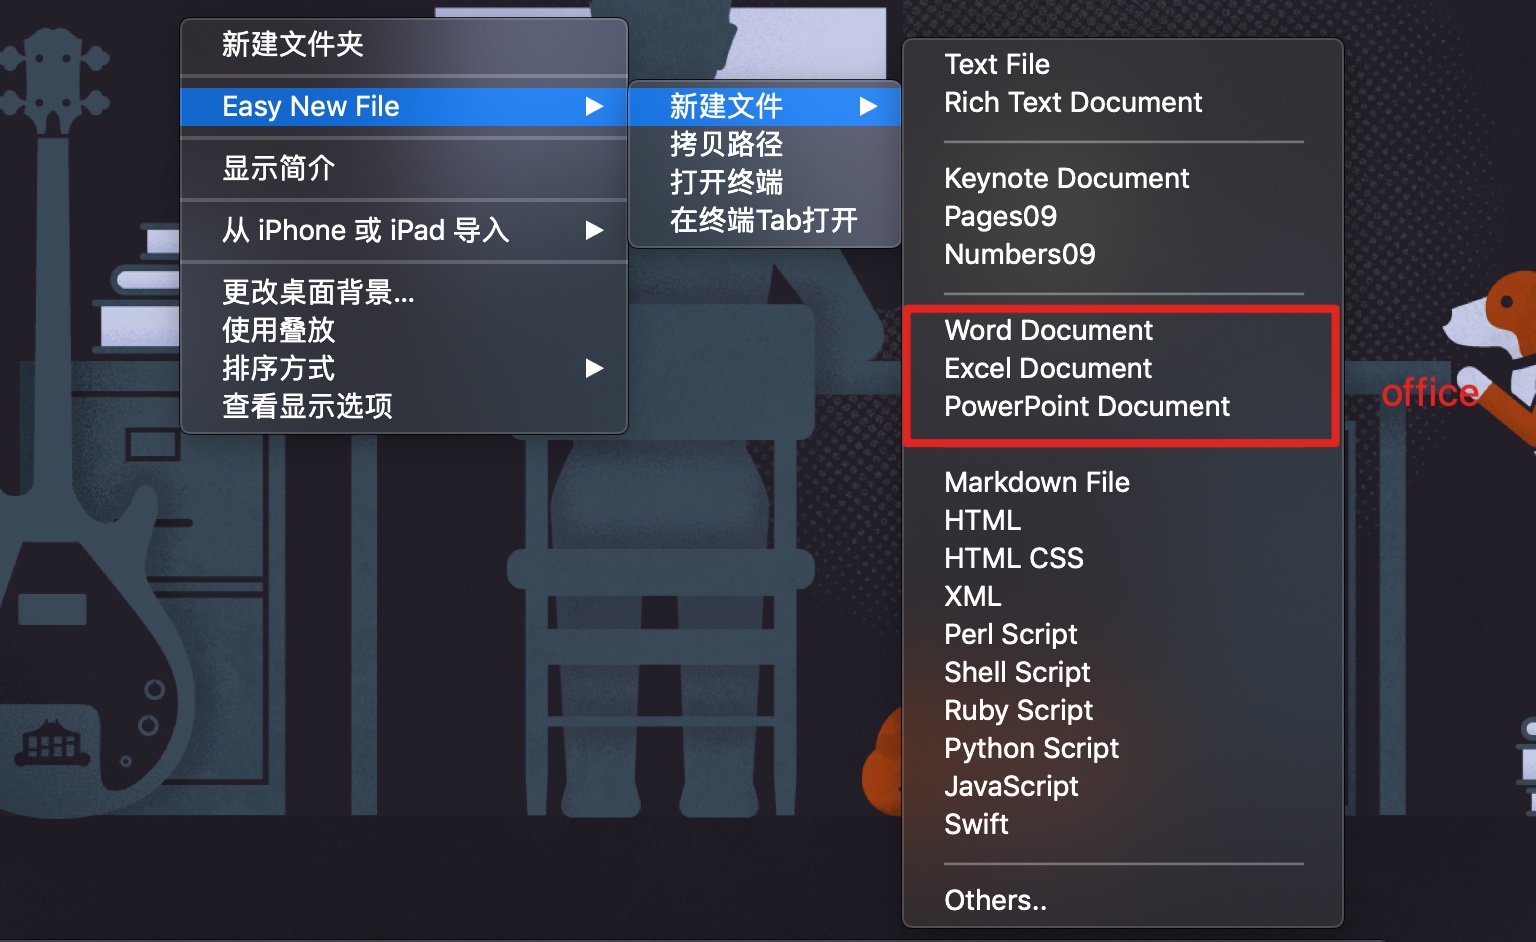 新建文件夹
Easy New File
显示简介
从 iPhone 或 iPad 导入
更改桌面背景...
使用叠放
排序方式
查看显示选项
新建文件
拷贝路径
打开终端
在终端Tab打开
Text File
Rich Text Document
Keynote Document
Pages09
Numbers09
Word Document
Excel Document
PowerPoint Document
office
Markdown File
HTML
HTML CSS
XML
Perl Script
Shell Script
Ruby Script
Python Script
JavaScript
Swift
Others..